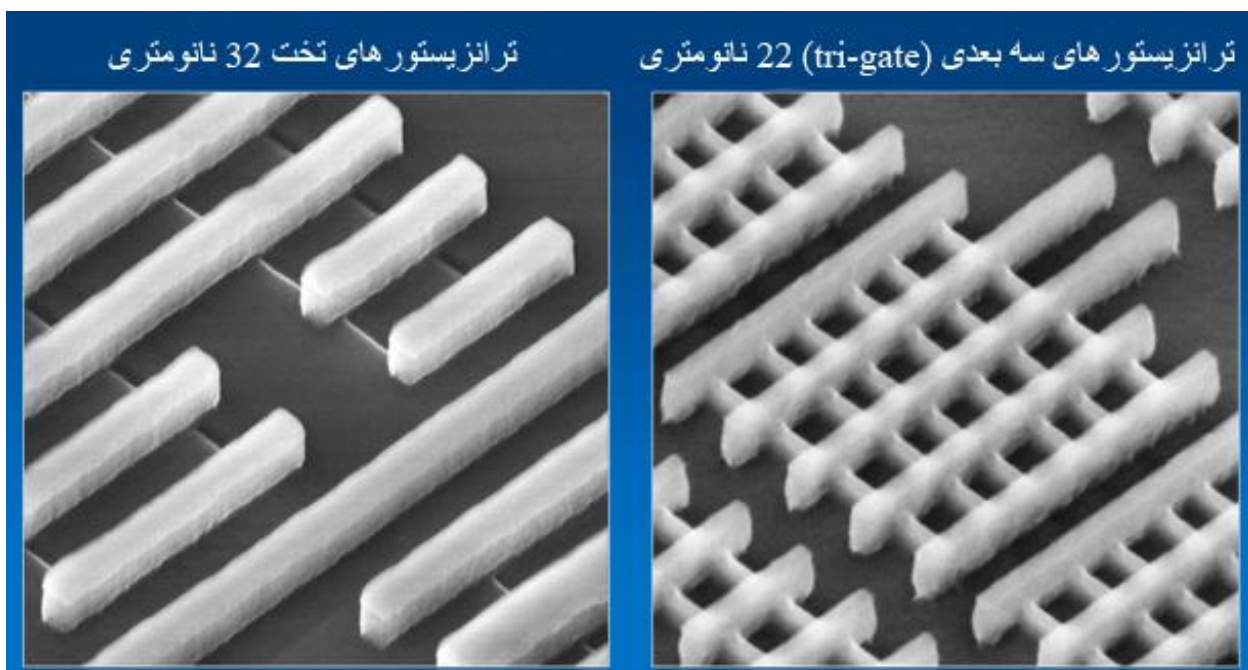 ترانزیستورهای سه بعدی (tri-gate) 22 نانومتری
ترانزیستورهای تخت 32 نانومتری